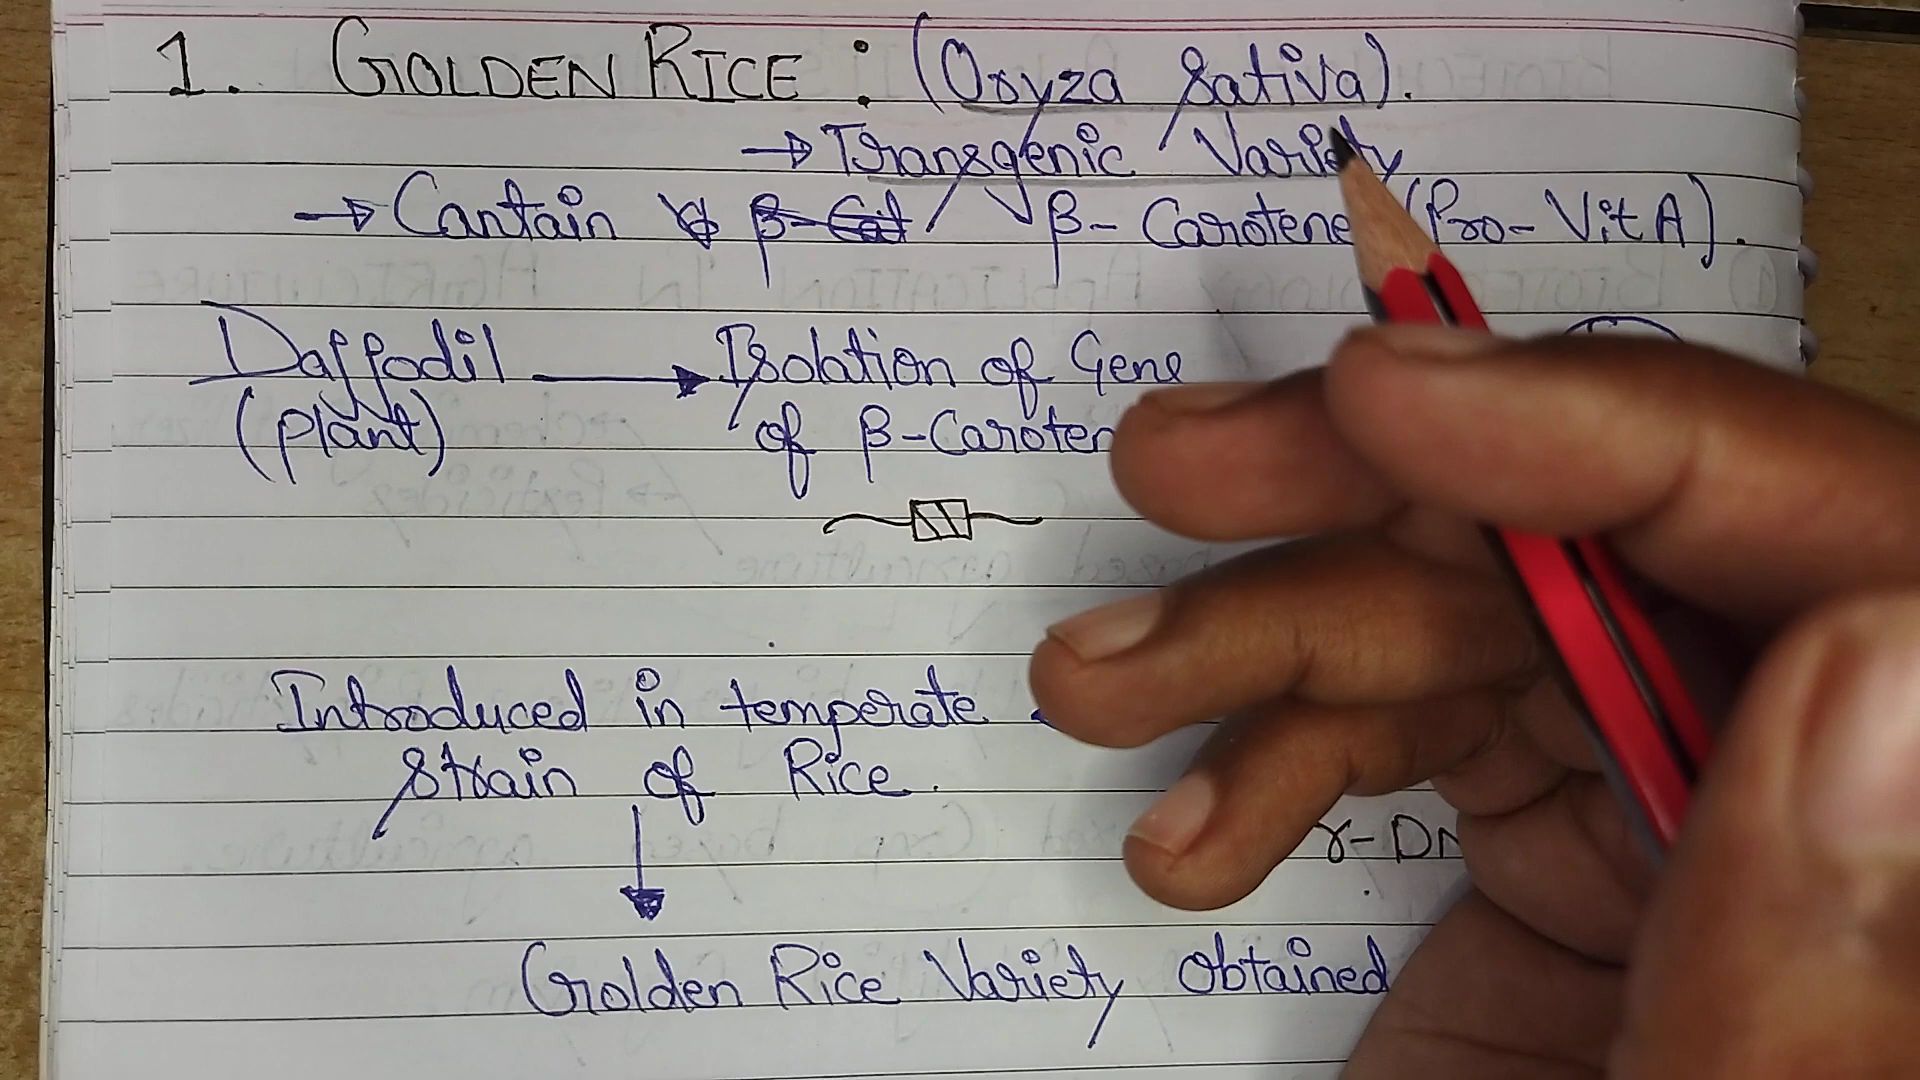 1. GOLDEN RICE : (Oryza Sativa).
→ Transgenic Variety
→ Cantain β-Carotene (Pro-Vit A).
Daffodil → Isolation of Gene
(plant) of β-Caroten
Introduced in temperate
strain of Rice.
r-DN
Golden Rice Variety Obtained